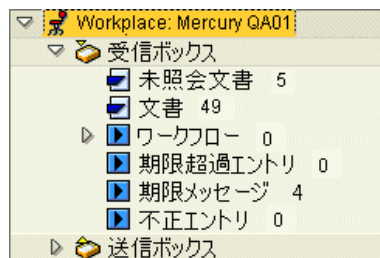 Workplace: Mercury QA01
受信ボックス
未照会文書 5
文書 49
ワークフロー 0
期限超過エントリ 0
期限メッセージ 4
不正エントリ 0
送信ボックス